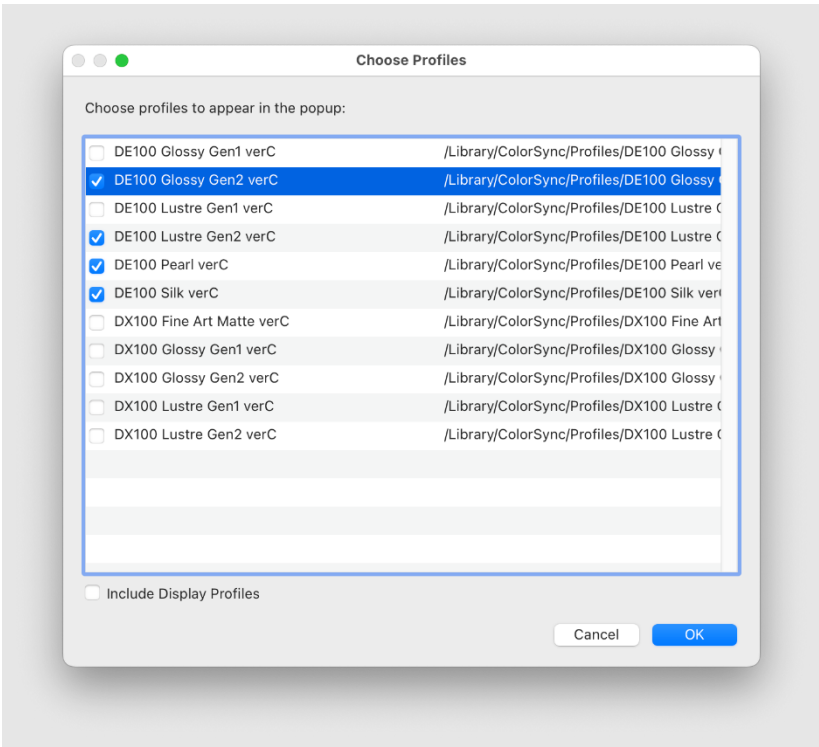 Choose Profiles
Choose profiles to appear in the popup:
DE100 Glossy Gen1 verC /Library/ColorSync/Profiles/DE100 Glossy
DE100 Glossy Gen2 verC /Library/ColorSync/Profiles/DE100 Glossy
DE100 Lustre Gen1 verC /Library/ColorSync/Profiles/DE100 Lustre
DE100 Lustre Gen2 verC /Library/ColorSync/Profiles/DE100 Lustre
DE100 Pearl verC /Library/ColorSync/Profiles/DE100 Pearl ve
DE100 Silk verC /Library/ColorSync/Profiles/DE100 Silk ver
DX100 Fine Art Matte verC /Library/ColorSync/Profiles/DX100 Fine Art
DX100 Glossy Gen1 verC /Library/ColorSync/Profiles/DX100 Glossy
DX100 Glossy Gen2 verC /Library/ColorSync/Profiles/DX100 Glossy
DX100 Lustre Gen1 verC /Library/ColorSync/Profiles/DX100 Lustre
DX100 Lustre Gen2 verC /Library/ColorSync/Profiles/DX100 Lustre
Include Display Profiles
Cancel OK